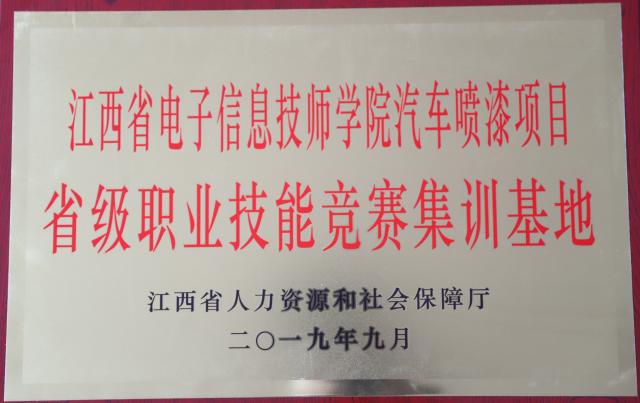 江西省电子信息技师学院汽车喷漆项目
省级职业技能竞赛集训基地
江西省人力资源和社会保障厅
二〇一九年九月